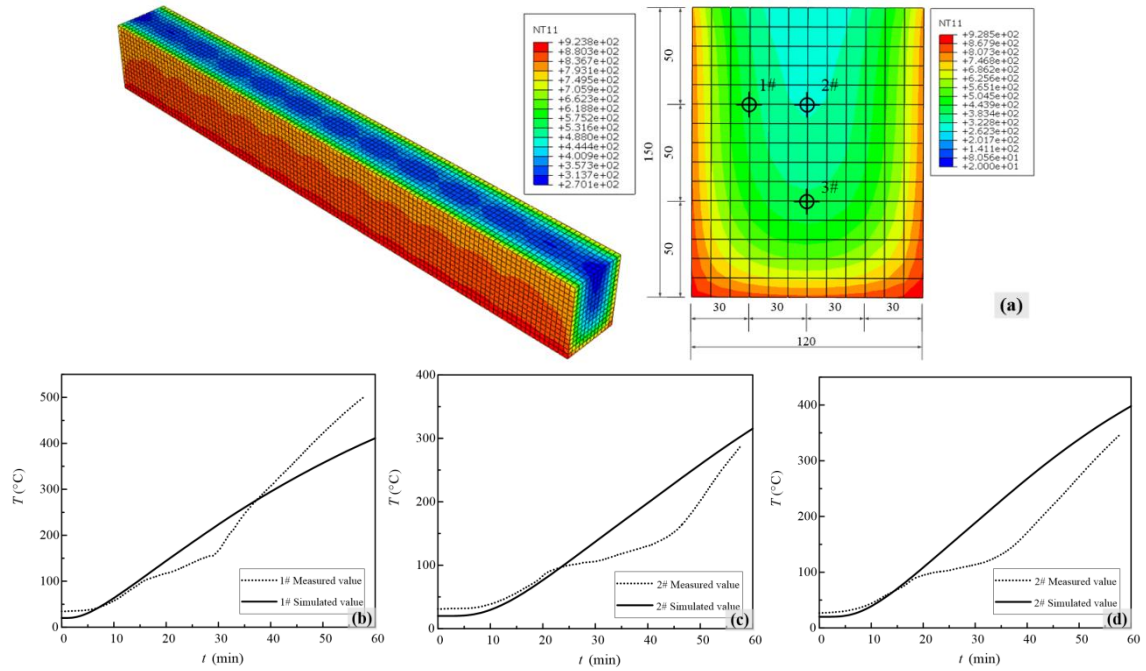 NT11
+9.238e+02
+8.803e+02
+8.367e+02
+7.931e+02
+7.495e+02
+7.059e+02
+6.623e+02
+6.188e+02
+5.752e+02
+5.316e+02
+4.880e+02
+4.444e+02
+4.009e+02
+3.573e+02
+3.137e+02
+2.701e+02
50
50
50
150
1#
2#
3#
30
30
30
30
120
NT11
+9.285e+02
+8.679e+02
+8.073e+02
+7.468e+02
+6.862e+02
+6.256e+02
+5.651e+02
+5.045e+02
+4.439e+02
+3.834e+02
+3.228e+02
+2.623e+02
+2.017e+02
+1.411e+02
+8.056e+01
+2.000e+01
(a)
500
400
300
200
100
0
T (°C)
0 10 20 30 40 50 60
t (min)
1# Measured value
1# Simulated value
(b)
400
300
200
100
0
T (°C)
0 10 20 30 40 50 60
t (min)
2# Measured value
2# Simulated value
(c)
400
300
200
100
0
T (°C)
0 10 20 30 40 50 60
t (min)
2# Measured value
2# Simulated value
(d)